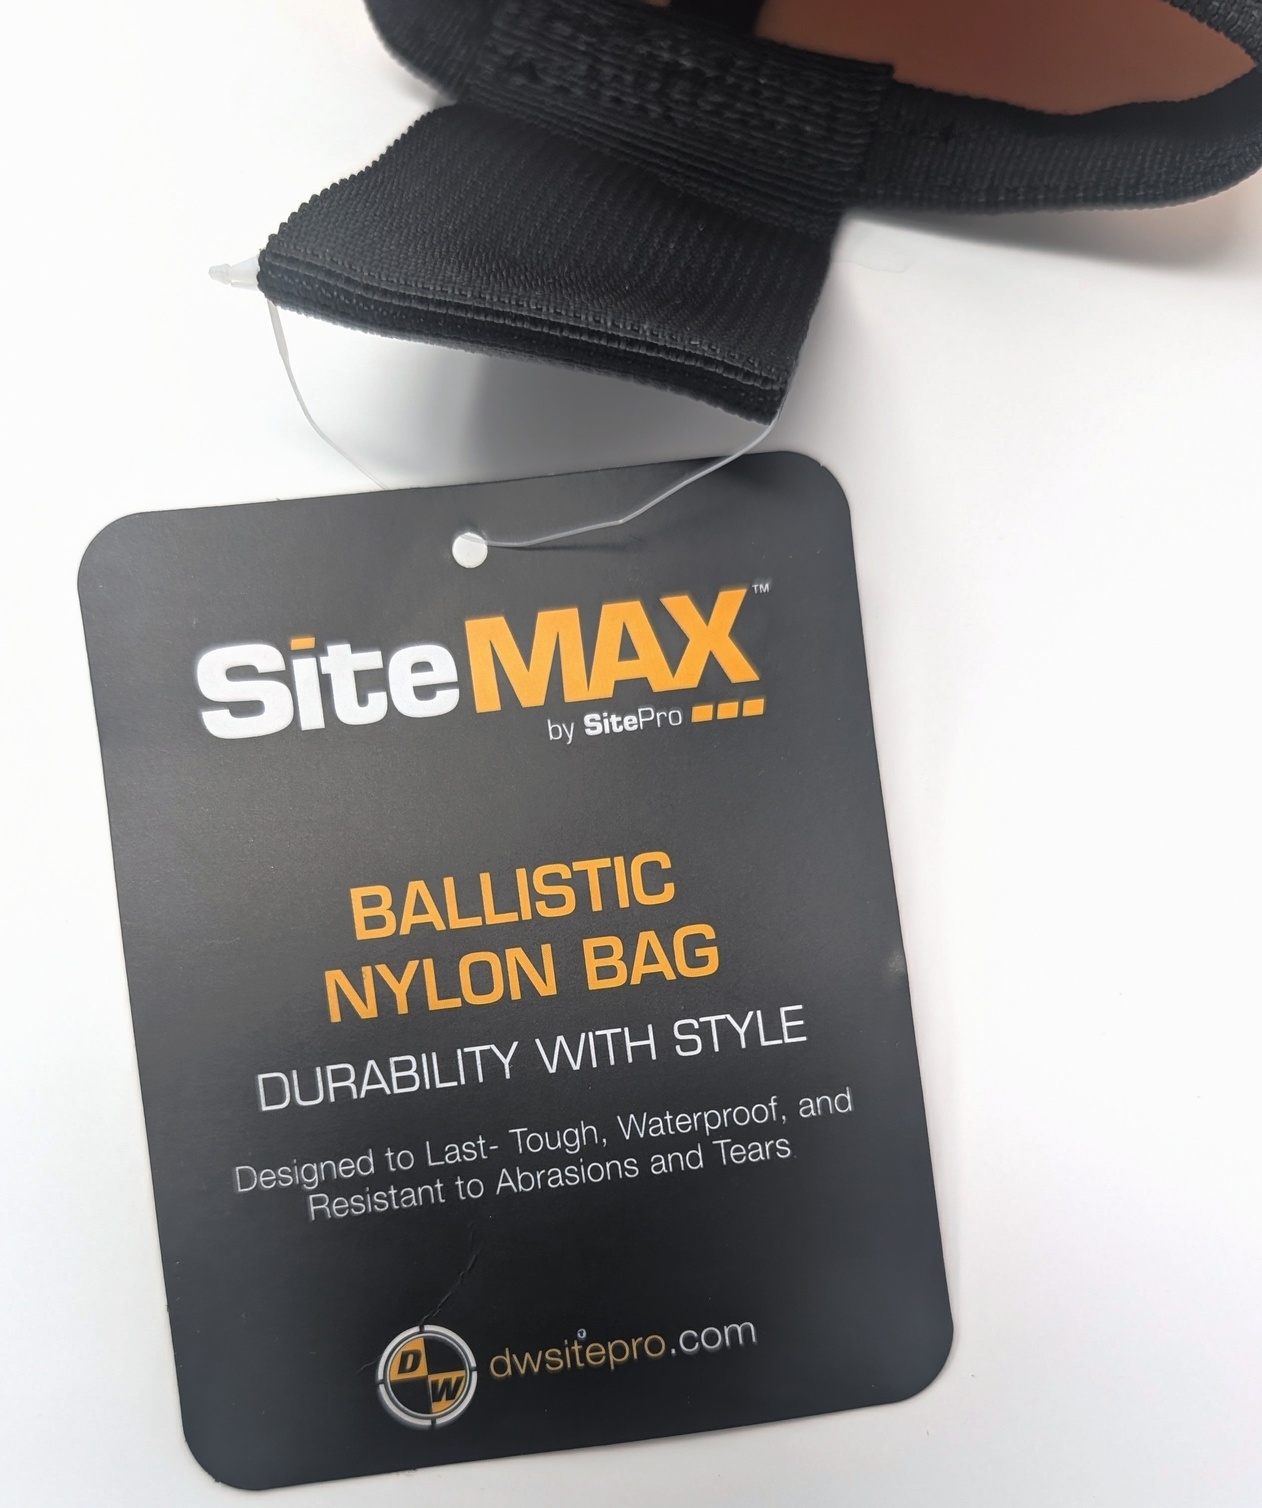 SiteMAX™
by SitePro
BALLISTIC
NYLON BAG
DURABILITY WITH STYLE
Designed to Last- Tough, Waterproof, and
Resistant to Abrasions and Tears
DW
dwsitepro.com